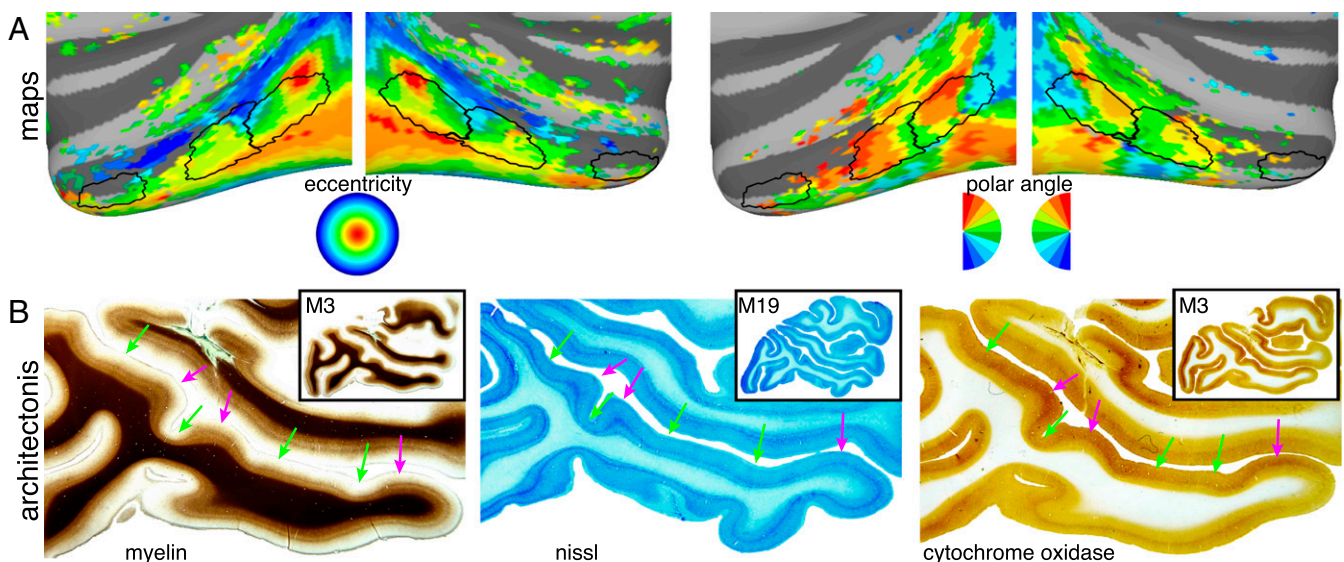 A
maps
eccentricity
polar angle
B
architectonis
M3
M19
M3
myelin
nissl
cytochrome oxidase